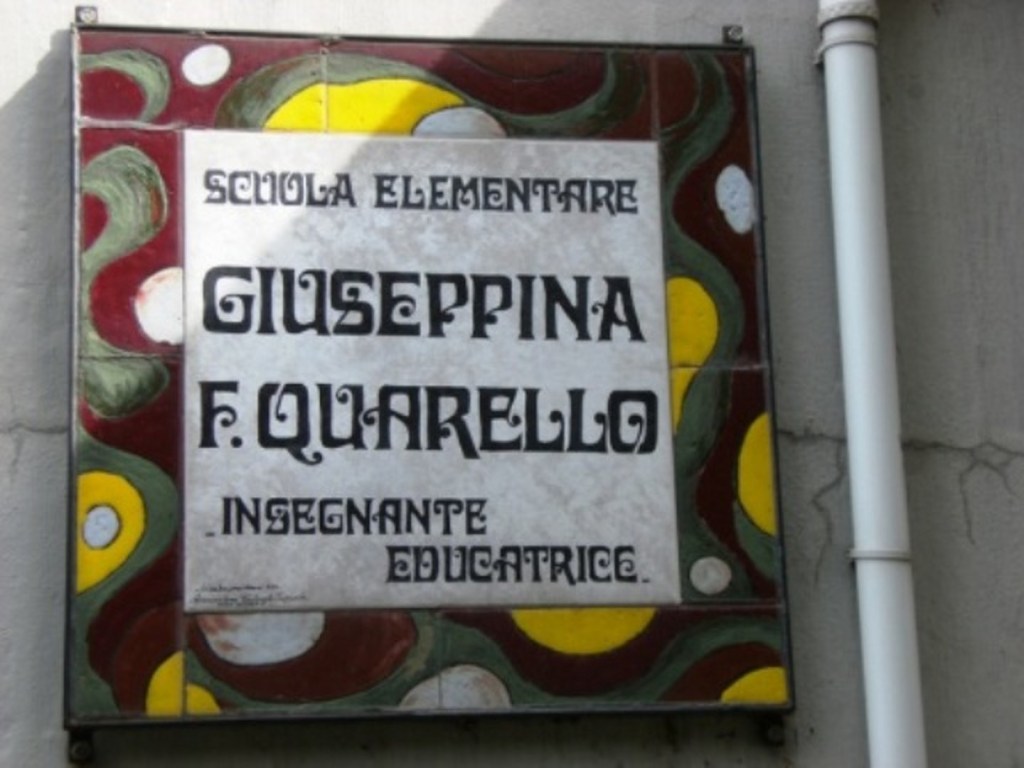 SCUOLA ELEMENTARE
GIUSEPPINA
F. QUARELLO
- INSEGNANTE
EDUCATRICE -